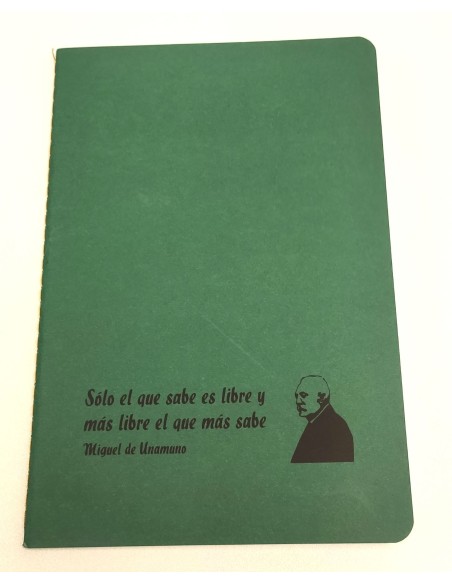 Sólo el que sabe es libre y
más libre el que más sabe
Miguel de Unamuno